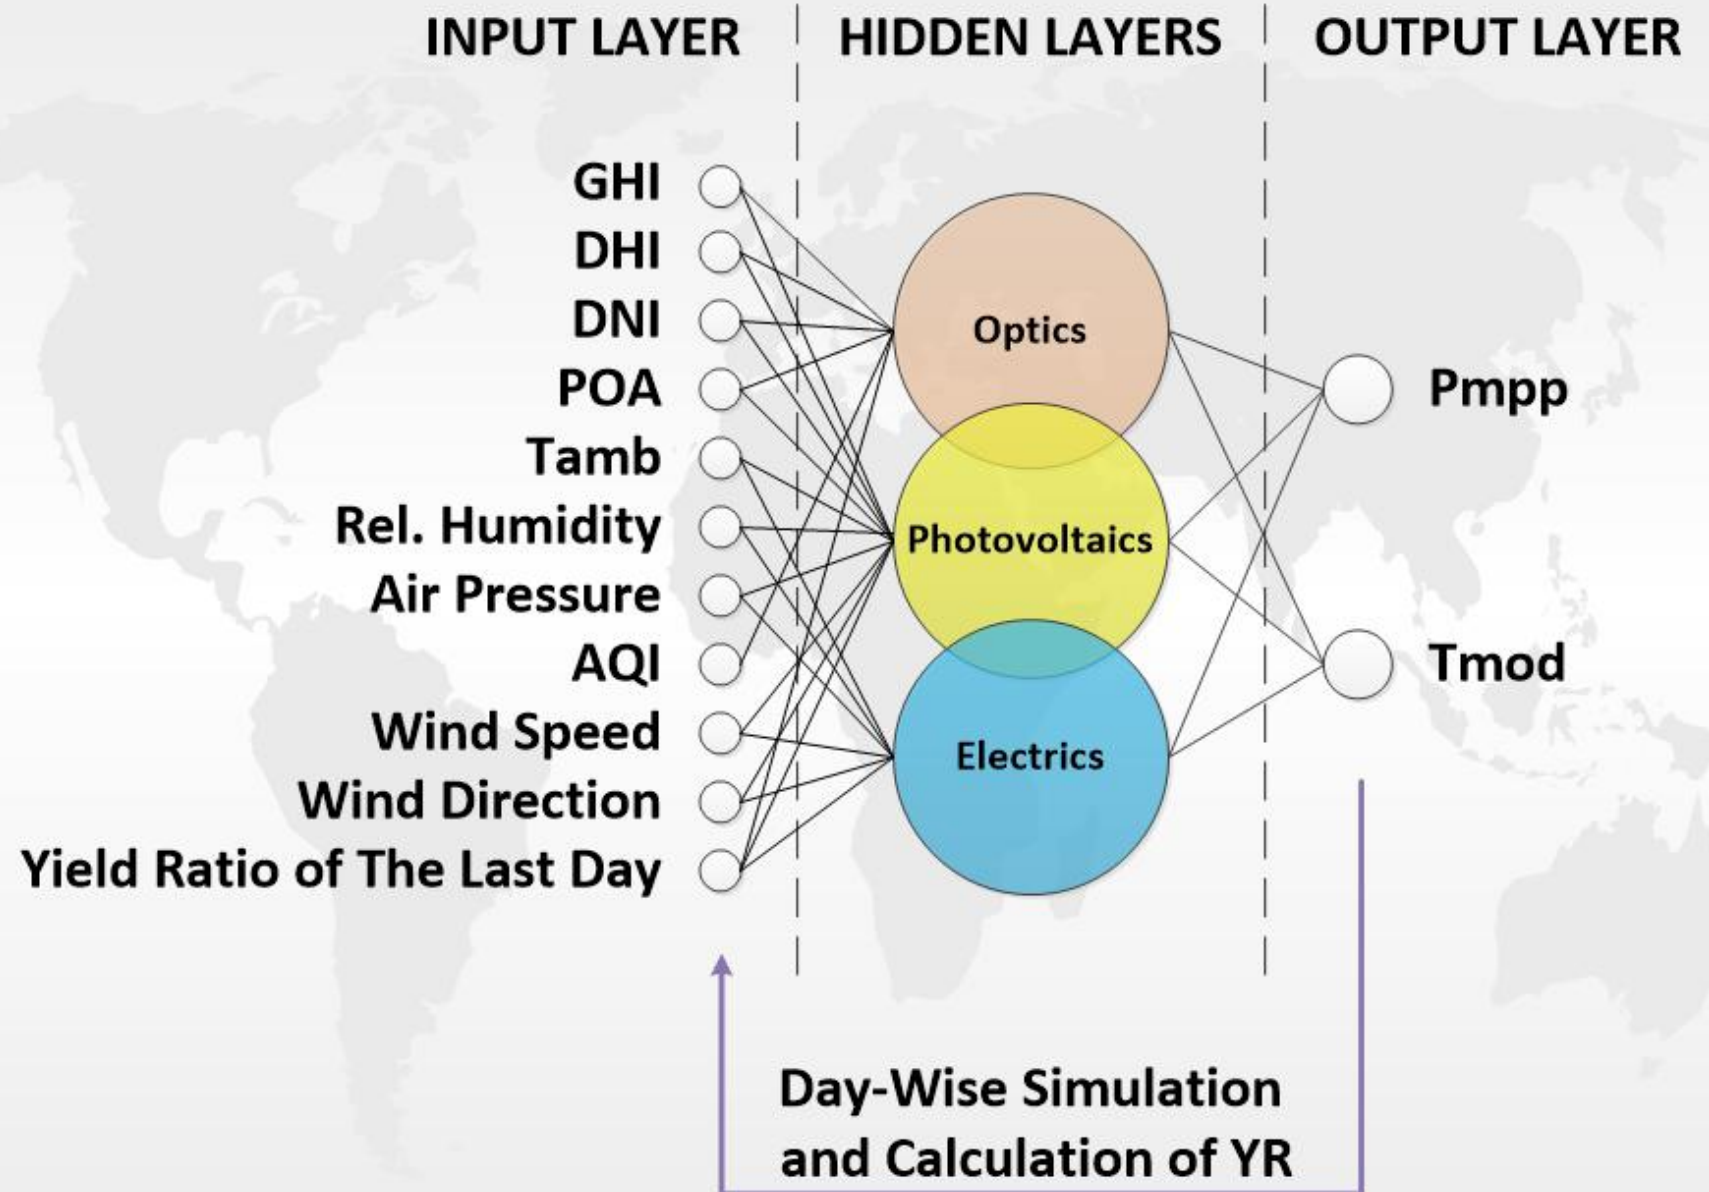 INPUT LAYER
HIDDEN LAYERS
OUTPUT LAYER
GHI
DHI
DNI
POA
Tamb
Rel. Humidity
Air Pressure
AQI
Wind Speed
Wind Direction
Yield Ratio of The Last Day
Optics
Photovoltaics
Electrics
Pmpp
Tmod
Day-Wise Simulation
and Calculation of YR